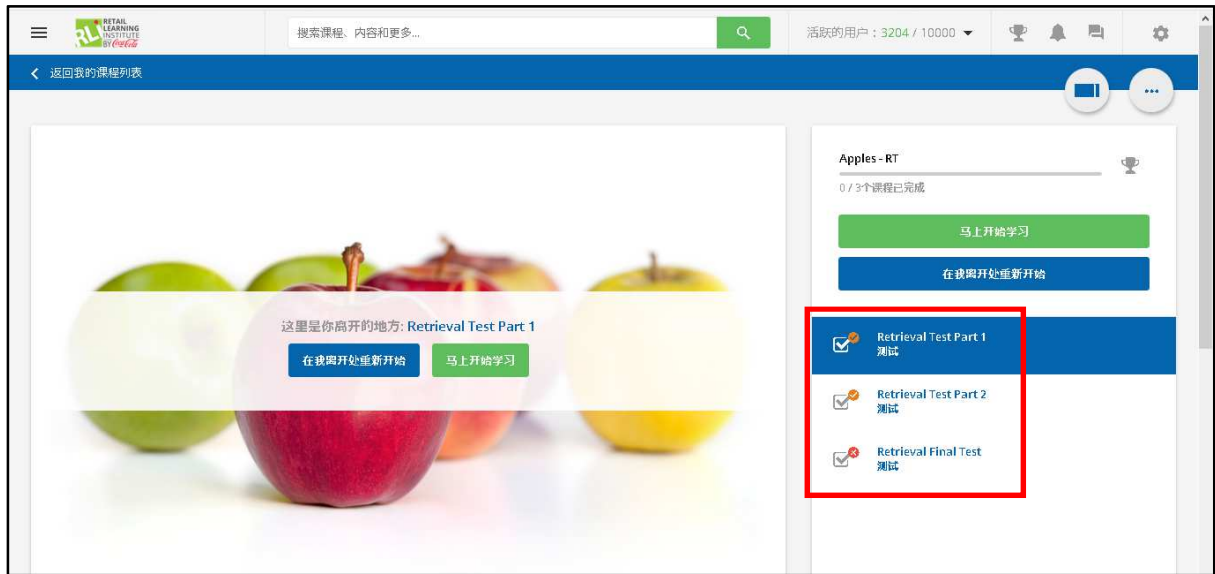 RETAIL
LEARNING
INSTITUTE
BY Coca-Cola
RL
搜索课程、内容和更多...
活跃的用户：3204 / 10000
返回我的课程列表
Apples - RT
0 / 3个课程已完成
马上开始学习
在我离开处重新开始
这里是你离开的地方: Retrieval Test Part 1
在我离开处重新开始
马上开始学习
Retrieval Test Part 1
测试
Retrieval Test Part 2
测试
Retrieval Final Test
测试